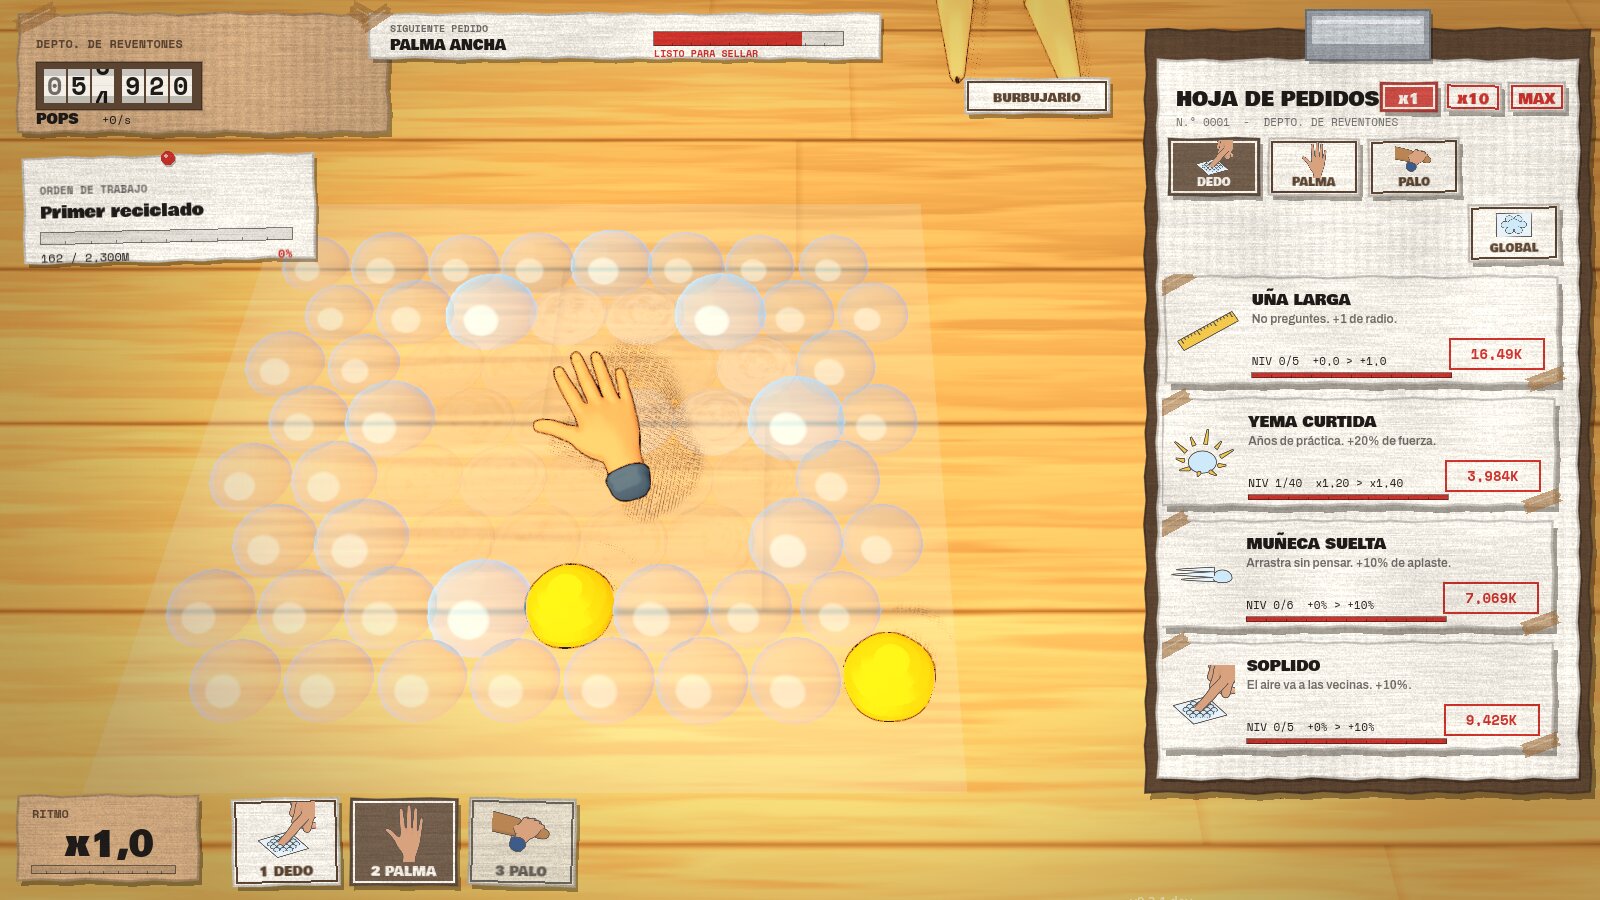 DEPTO. DE REVENTONES
POPS +0/s
SIGUIENTE PEDIDO
PALMA ANCHA
LISTO PARA SELLAR
BURBUJARIO
ORDEN DE TRABAJO
Primer reciclado
162 / 2,300M 0%
HOJA DE PEDIDOS x1 x10 MAX
N.° 0001 - DEPTO. DE REVENTONES
DEDO PALMA PALO
GLOBAL
UÑA LARGA
No preguntes. +1 de radio.
NIV 0/5 +0,0 > +1,0 16,49K
YEMA CURTIDA
Años de práctica. +20% de fuerza.
NIV 1/40 x1,20 > x1,40 3,984K
MUÑECA SUELTA
Arrastra sin pensar. +10% de aplaste.
NIV 0/6 +0% > +10% 7,069K
SOPLIDO
El aire va a las vecinas. +10%.
NIV 0/5 +0% > +10% 9,425K
RITMO
x1,0
1 DEDO 2 PALMA 3 PALO